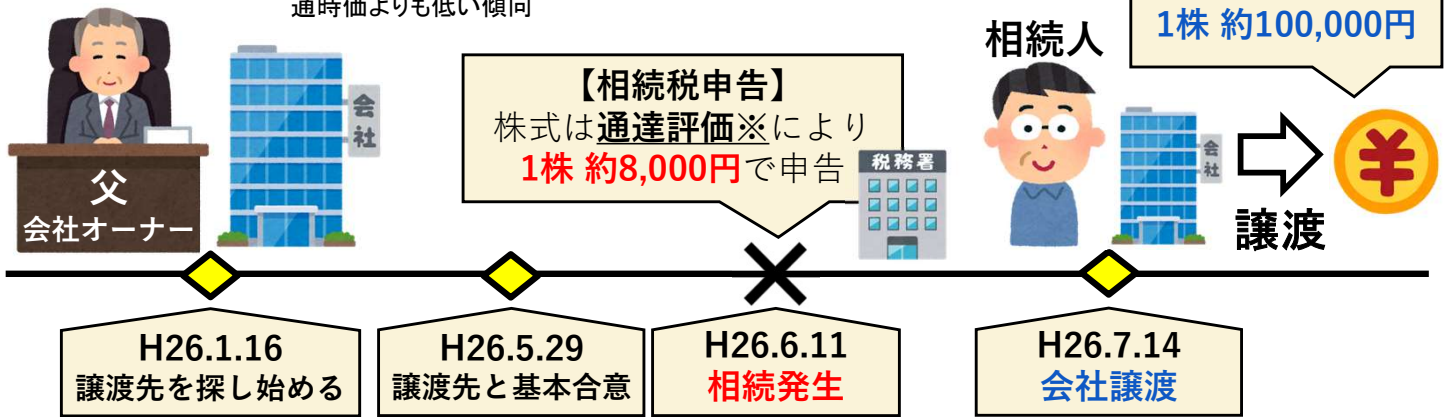 通時価よりも低い傾向
1株 約100,000円
相続人
【相続税申告】
株式は通達評価※により
1株 約8,000円で申告
会社
税務署
会社
父
会社オーナー
譲渡
H26.1.16
譲渡先を探し始める
H26.5.29
譲渡先と基本合意
H26.6.11
相続発生
H26.7.14
会社譲渡